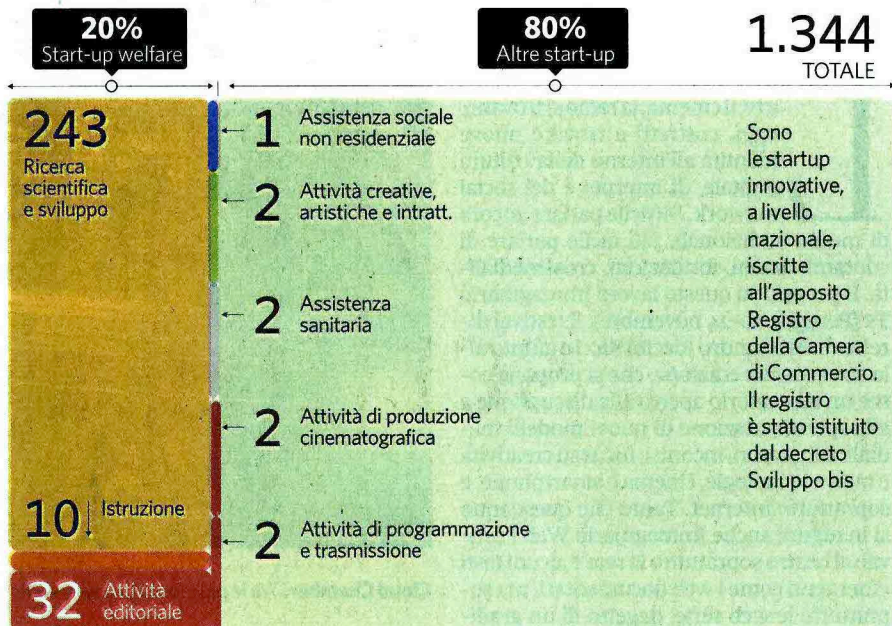 20%
Start-up welfare
80%
Altre start-up
1.344
TOTALE
243
Ricerca
scientifica
e sviluppo
10 Istruzione
32 Attività
editoriale
1 Assistenza sociale
non residenziale
2 Attività creative,
artistiche e intratt.
2 Assistenza
sanitaria
2 Attività di produzione
cinematografica
2 Attività di programmazione
e trasmissione
Sono
le startup
innovative,
a livello
nazionale,
iscritte
all'apposito
Registro
della Camera
di Commercio.
Il registro
è stato istituito
dal decreto
Sviluppo bis